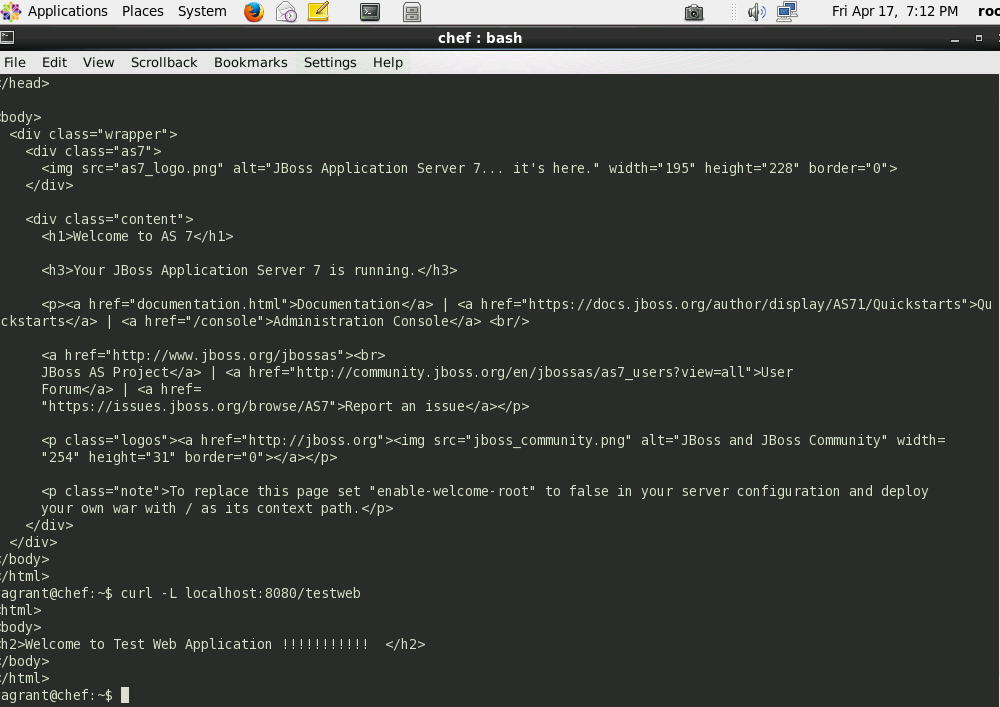 Applications Places System Fri Apr 17, 7:12 PM roo
chef : bash
File Edit View Scrollback Bookmarks Settings Help
/head>
body>
<div class="wrapper">
<div class="as7">
<img src="as7_logo.png" alt="JBoss Application Server 7... it's here." width="195" height="228" border="0">
</div>
<div class="content">
<h1>Welcome to AS 7</h1>
<h3>Your JBoss Application Server 7 is running.</h3>
<p><a href="documentation.html">Documentation</a> | <a href="https://docs.jboss.org/author/display/AS71/Quickstarts">Qu
ckstarts</a> | <a href="/console">Administration Console</a> <br/>
<a href="http://www.jboss.org/jbossas"><br>
JBoss AS Project</a> | <a href="http://community.jboss.org/en/jbossas/as7_users?view=all">User
Forum</a> | <a href=
"https://issues.jboss.org/browse/AS7">Report an issue</a></p>
<p class="logos"><a href="http://jboss.org"><img src="jboss_community.png" alt="JBoss and JBoss Community" width=
"254" height="31" border="0"></a></p>
<p class="note">To replace this page set "enable-welcome-root" to false in your server configuration and deploy
your own war with / as its context path.</p>
</div>
</div>
/body>
/html>
agrant@chef:~$ curl -L localhost:8080/testweb
html>
body>
h2>Welcome to Test Web Application !!!!!!!!!!!  </h2>
/body>
/html>
agrant@chef:~$